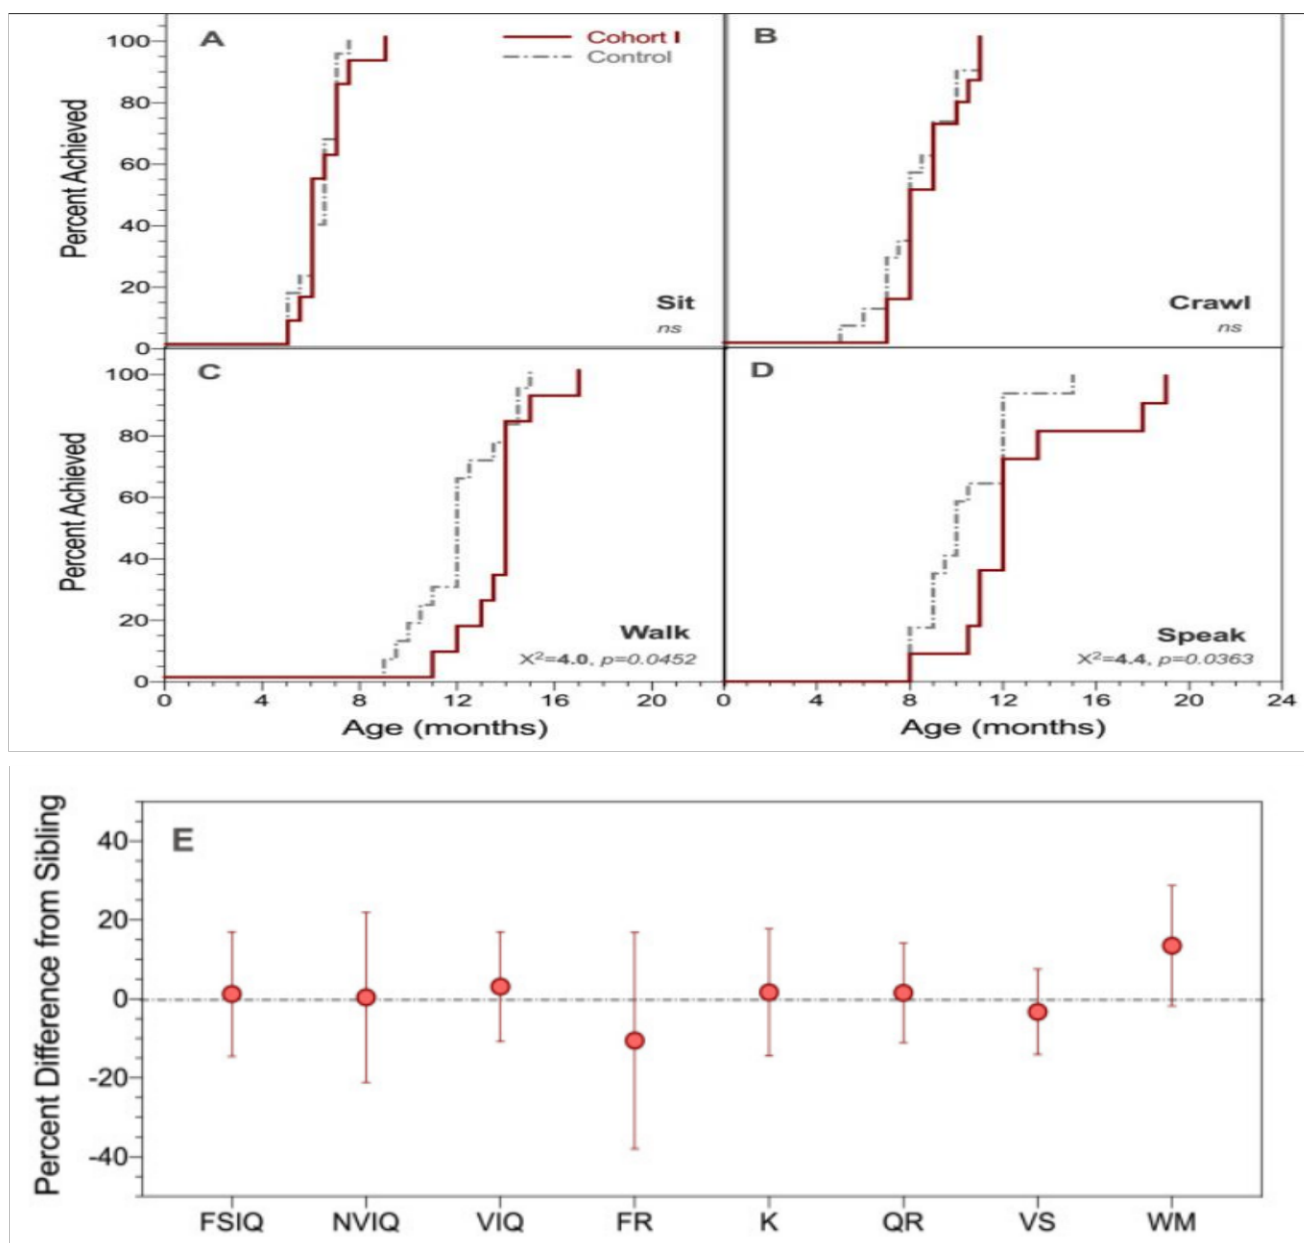 A
Cohort I
Control
B
Percent Achieved
100
80
60
40
20
0
Sit
ns
Crawl
ns
C
D
Percent Achieved
100
80
60
40
20
0
Walk
X²=4.0, p=0.0452
Speak
X²=4.4, p=0.0363
0 4 8 12 16 20 0 4 8 12 16 20 24
Age (months)
Age (months)
E
Percent Difference from Sibling
40
20
0
-20
-40
FSIQ NVIQ VIQ FR K QR VS WM